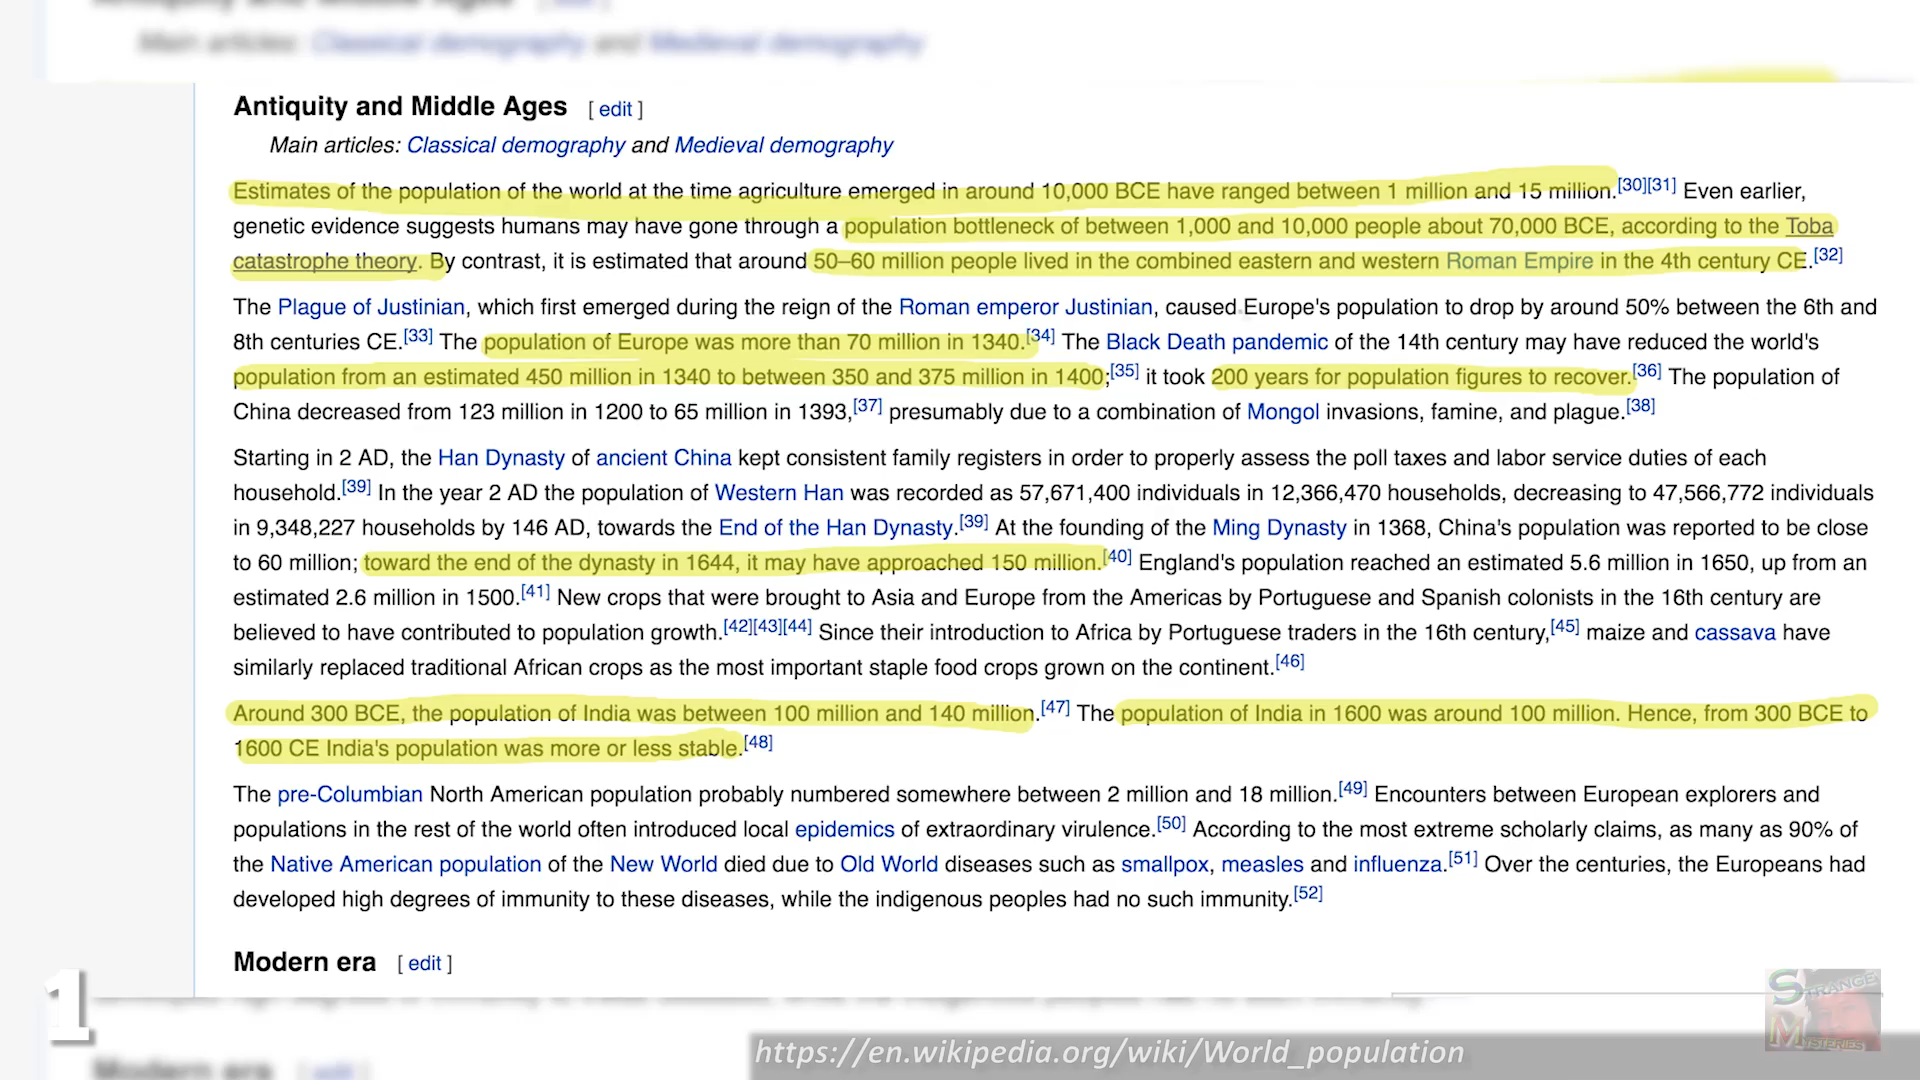 Main articles: Classical demography and Medieval demography
Antiquity and Middle Ages [ edit ]
Main articles: Classical demography and Medieval demography
Estimates of the population of the world at the time agriculture emerged in around 10,000 BCE have ranged between 1 million and 15 million.[30][31] Even earlier,
genetic evidence suggests humans may have gone through a population bottleneck of between 1,000 and 10,000 people about 70,000 BCE, according to the Toba
catastrophe theory. By contrast, it is estimated that around 50–60 million people lived in the combined eastern and western Roman Empire in the 4th century CE.[32]
The Plague of Justinian, which first emerged during the reign of the Roman emperor Justinian, caused Europe's population to drop by around 50% between the 6th and
8th centuries CE.[33] The population of Europe was more than 70 million in 1340.[34] The Black Death pandemic of the 14th century may have reduced the world's
population from an estimated 450 million in 1340 to between 350 and 375 million in 1400;[35] it took 200 years for population figures to recover.[36] The population of
China decreased from 123 million in 1200 to 65 million in 1393,[37] presumably due to a combination of Mongol invasions, famine, and plague.[38]
Starting in 2 AD, the Han Dynasty of ancient China kept consistent family registers in order to properly assess the poll taxes and labor service duties of each
household.[39] In the year 2 AD the population of Western Han was recorded as 57,671,400 individuals in 12,366,470 households, decreasing to 47,566,772 individuals
in 9,348,227 households by 146 AD, towards the End of the Han Dynasty.[39] At the founding of the Ming Dynasty in 1368, China's population was reported to be close
to 60 million; toward the end of the dynasty in 1644, it may have approached 150 million.[40] England's population reached an estimated 5.6 million in 1650, up from an
estimated 2.6 million in 1500.[41] New crops that were brought to Asia and Europe from the Americas by Portuguese and Spanish colonists in the 16th century are
believed to have contributed to population growth.[42][43][44] Since their introduction to Africa by Portuguese traders in the 16th century,[45] maize and cassava have
similarly replaced traditional African crops as the most important staple food crops grown on the continent.[46]
Around 300 BCE, the population of India was between 100 million and 140 million.[47] The population of India in 1600 was around 100 million. Hence, from 300 BCE to
1600 CE India's population was more or less stable.[48]
The pre-Columbian North American population probably numbered somewhere between 2 million and 18 million.[49] Encounters between European explorers and
populations in the rest of the world often introduced local epidemics of extraordinary virulence.[50] According to the most extreme scholarly claims, as many as 90% of
the Native American population of the New World died due to Old World diseases such as smallpox, measles and influenza.[51] Over the centuries, the Europeans had
developed high degrees of immunity to these diseases, while the indigenous peoples had no such immunity.[52]
Modern era [ edit ]
1
STRANGE
MYSTERIES
Modern era [ edit ]
https://en.wikipedia.org/wiki/World_population